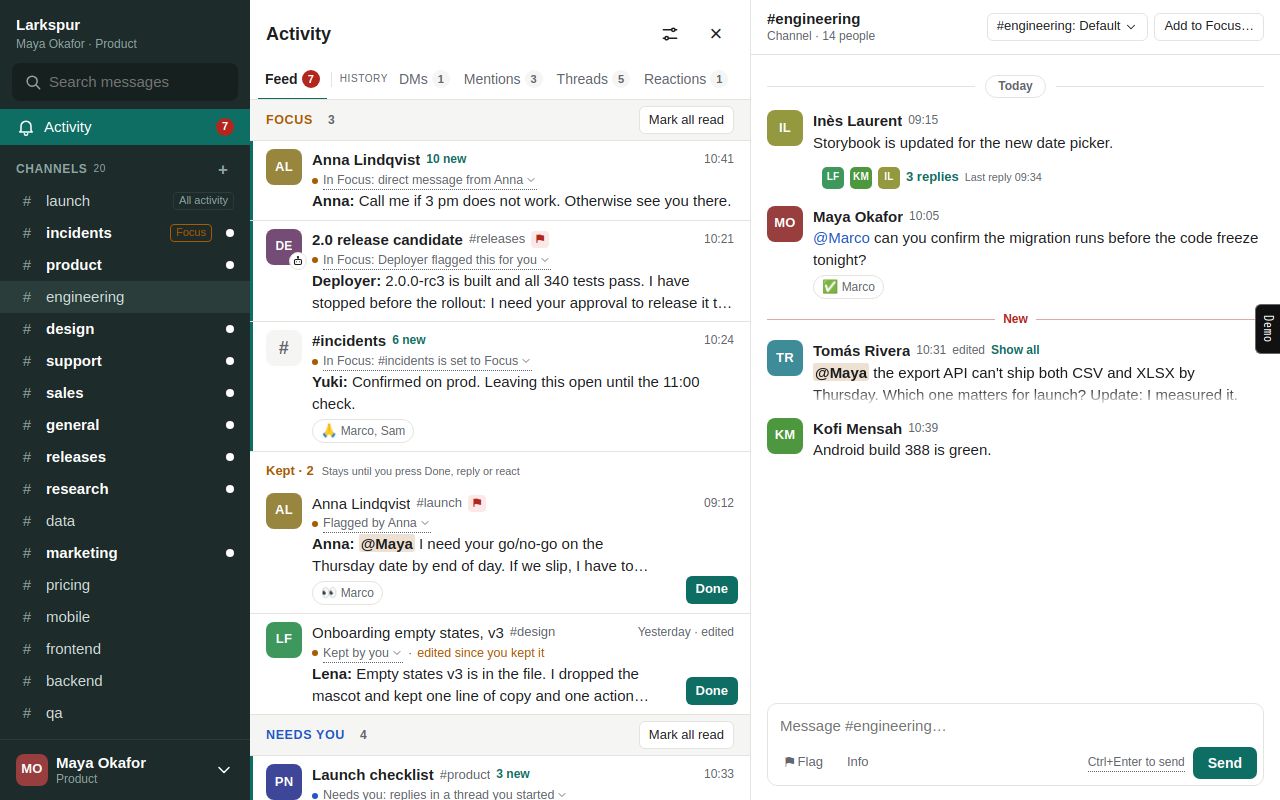 Larkspur
Maya Okafor · Product
Search messages
Activity 7
CHANNELS 20 +
# launch All activity
# incidents Focus
# product
# engineering
# design
# support
# sales
# general
# releases
# research
# data
# marketing
# pricing
# mobile
# frontend
# backend
# qa
MO Maya Okafor
Product
Activity
Feed 7 HISTORY DMs 1 Mentions 3 Threads 5 Reactions 1
FOCUS 3 Mark all read
AL Anna Lindqvist 10 new 10:41
In Focus: direct message from Anna
Anna: Call me if 3 pm does not work. Otherwise see you there.
DE 2.0 release candidate #releases 10:21
In Focus: Deployer flagged this for you
Deployer: 2.0.0-rc3 is built and all 340 tests pass. I have
stopped before the rollout: I need your approval to release it t…
# #incidents 6 new 10:24
In Focus: #incidents is set to Focus
Yuki: Confirmed on prod. Leaving this open until the 11:00
check.
🙏 Marco, Sam
Kept · 2 Stays until you press Done, reply or react
AL Anna Lindqvist #launch 09:12
Flagged by Anna
Anna: @Maya I need your go/no-go on the
Thursday date by end of day. If we slip, I have to…
👀 Marco
Done
LF Onboarding empty states, v3 #design Yesterday · edited
Kept by you · edited since you kept it
Lena: Empty states v3 is in the file. I dropped the
mascot and kept one line of copy and one action…
Done
NEEDS YOU 4 Mark all read
PN Launch checklist #product 3 new 10:33
Needs you: replies in a thread you started
#engineering
Channel · 14 people
#engineering: Default
Add to Focus…
Today
IL Inès Laurent 09:15
Storybook is updated for the new date picker.
LF KM IL 3 replies Last reply 09:34
MO Maya Okafor 10:05
@Marco can you confirm the migration runs before the code freeze
tonight?
✅ Marco
New
TR Tomás Rivera 10:31 edited Show all
@Maya the export API can't ship both CSV and XLSX by
Thursday. Which one matters for launch? Update: I measured it.
KM Kofi Mensah 10:39
Android build 388 is green.
Demo
Message #engineering…
Flag Info Ctrl+Enter to send Send